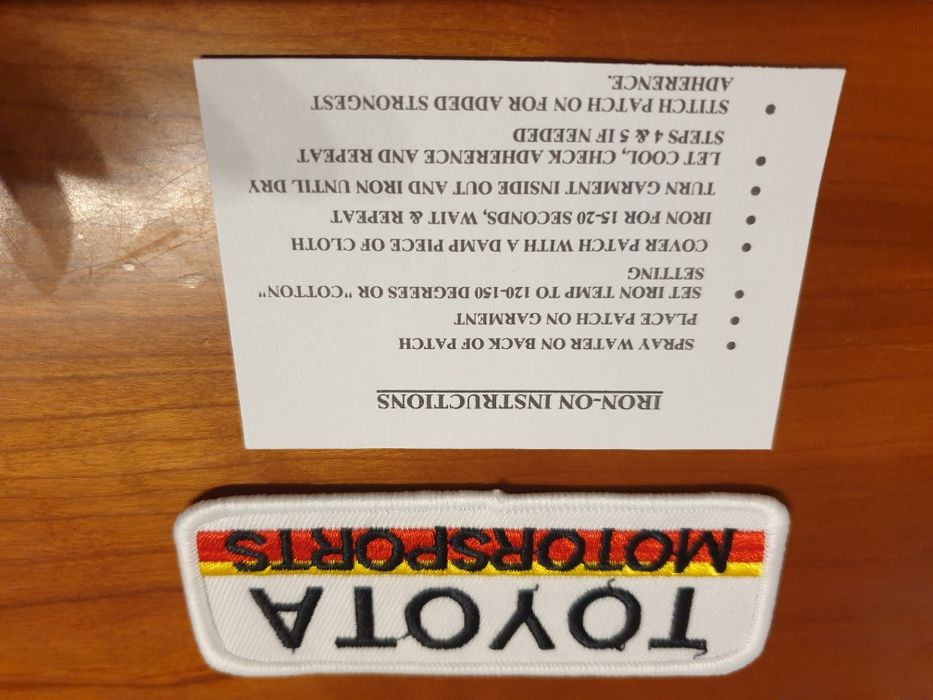 TOYOTA
MOTORSPORTS
IRON-ON INSTRUCTIONS
• SPRAY WATER ON BACK OF PATCH
• PLACE PATCH ON GARMENT
• SET IRON TEMP TO 120-150 DEGREES OR "COTTON"
SETTING
• COVER PATCH WITH A DAMP PIECE OF CLOTH
• IRON FOR 15-20 SECONDS, WAIT & REPEAT
• TURN GARMENT INSIDE OUT AND IRON UNTIL DRY
• LET COOL, CHECK ADHERENCE AND REPEAT
STEPS 4 & 5 IF NEEDED
• STITCH PATCH ON FOR ADDED STRONGEST
ADHERENCE.